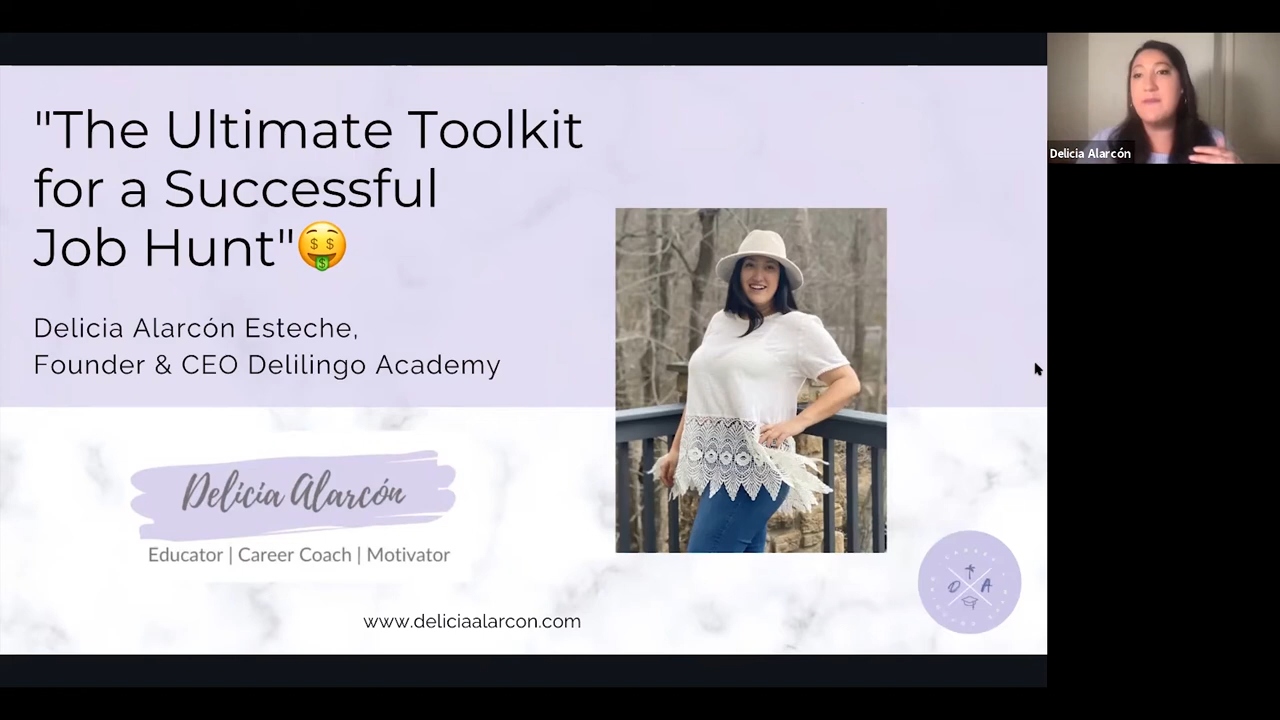 "The Ultimate Toolkit
for a Successful
Job Hunt"🤑
Delicia Alarcón Esteche,
Founder & CEO Delilingo Academy
Delicia Alarcón
Educator | Career Coach | Motivator
www.deliciaalarcon.com
D A
Delicia Alarcón